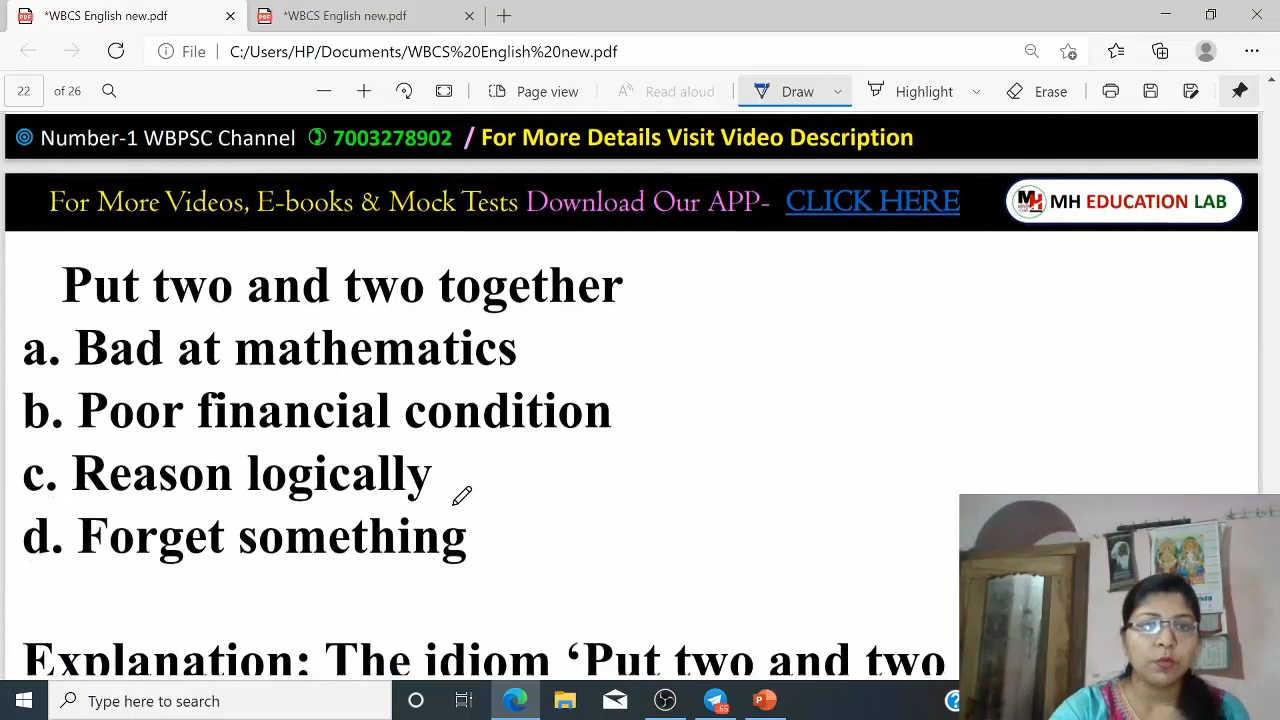 *WBCS English new.pdf
*WBCS English new.pdf
File
C:/Users/HP/Documents/WBCS%20English%20new.pdf
22 of 26
Page view
Read aloud
Draw
Highlight
Erase
Number-1 WBPSC Channel 7003278902 / For More Details Visit Video Description
For More Videos, E-books & Mock Tests Download Our APP- CLICK HERE
MH EDUCATION LAB
Put two and two together
a. Bad at mathematics
b. Poor financial condition
c. Reason logically
d. Forget something
Explanation: The idiom ‘Put two and two
Type here to search